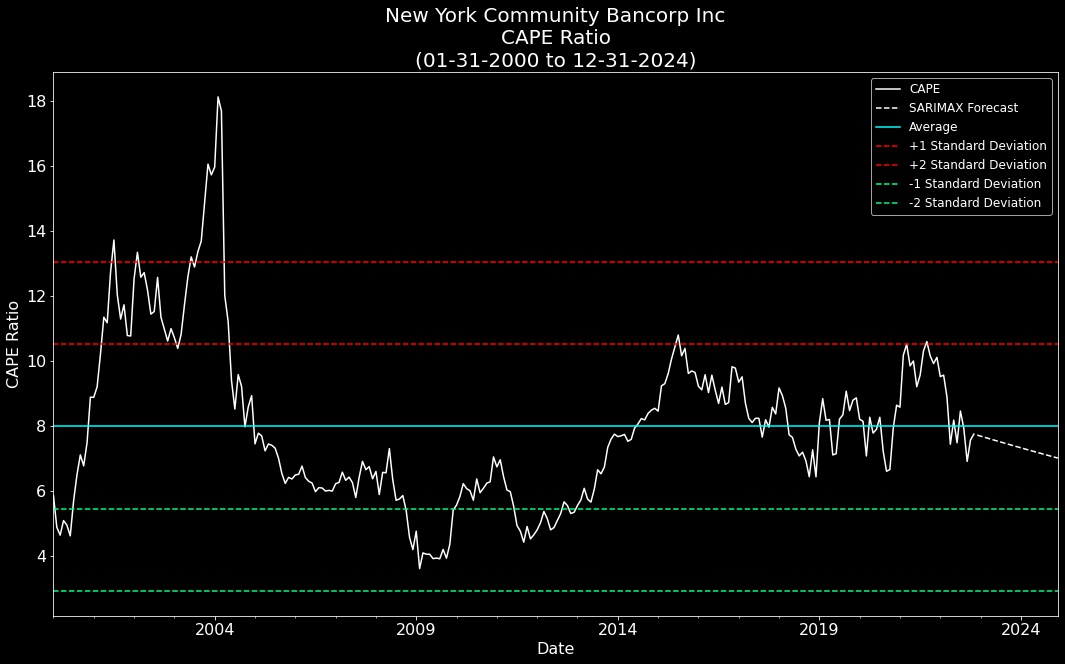 New York Community Bancorp Inc
CAPE Ratio
(01-31-2000 to 12-31-2024)
CAPE
SARIMAX Forecast
Average
+1 Standard Deviation
+2 Standard Deviation
-1 Standard Deviation
-2 Standard Deviation
CAPE Ratio
18
16
14
12
10
8
6
4
2004
2009
2014
2019
2024
Date